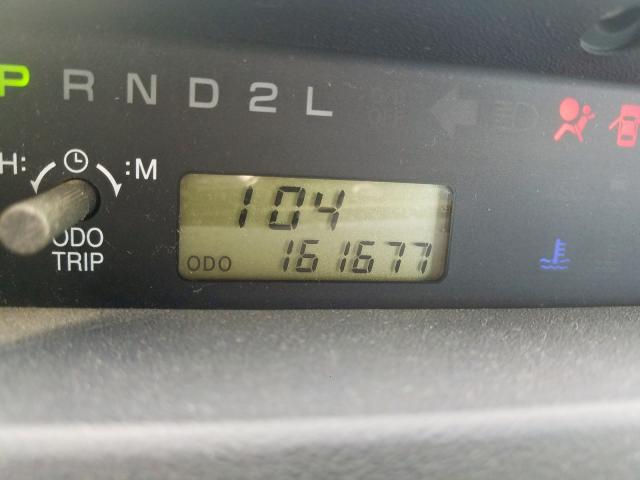 P R N D 2 L
H: :M
104
ODO 161677
ODO
TRIP